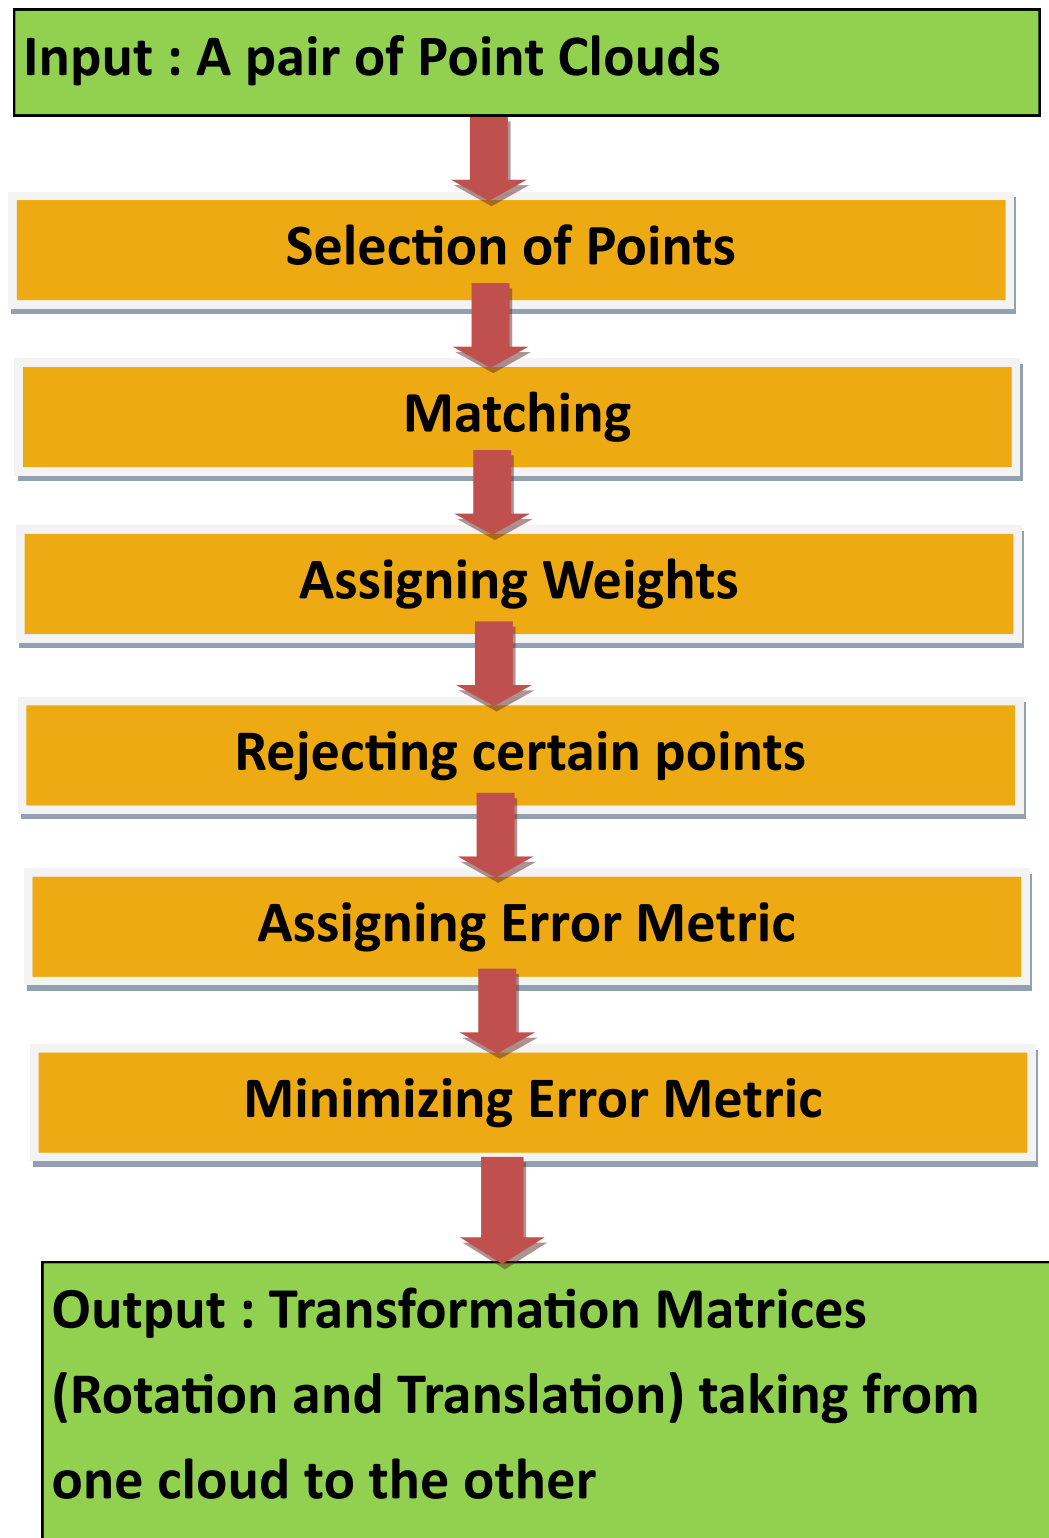 Input : A pair of Point Clouds
Selection of Points
Matching
Assigning Weights
Rejecting certain points
Assigning Error Metric
Minimizing Error Metric
Output : Transformation Matrices
(Rotation and Translation) taking from
one cloud to the other